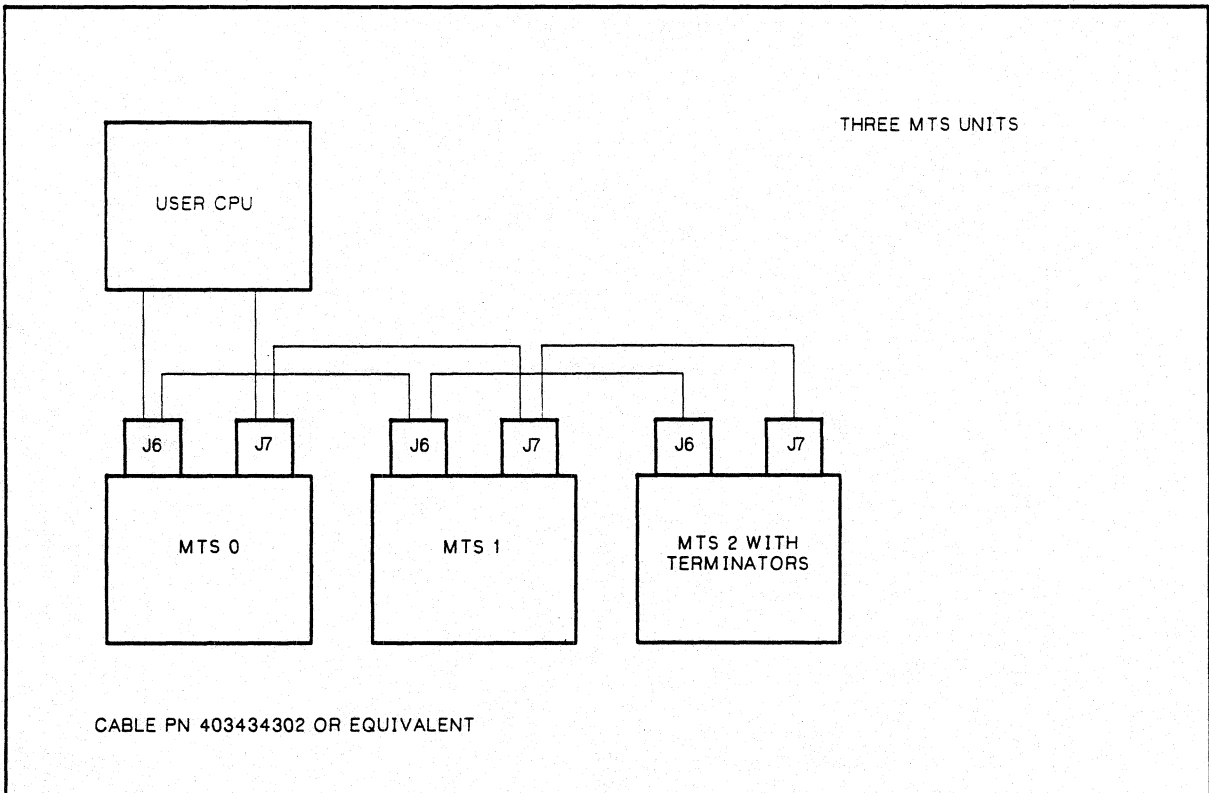 THREE MTS UNITS
USER CPU
J6
J7
J6
J7
J6
J7
MTS 0
MTS 1
MTS 2 WITH
TERMINATORS
CABLE PN 403434302 OR EQUIVALENT